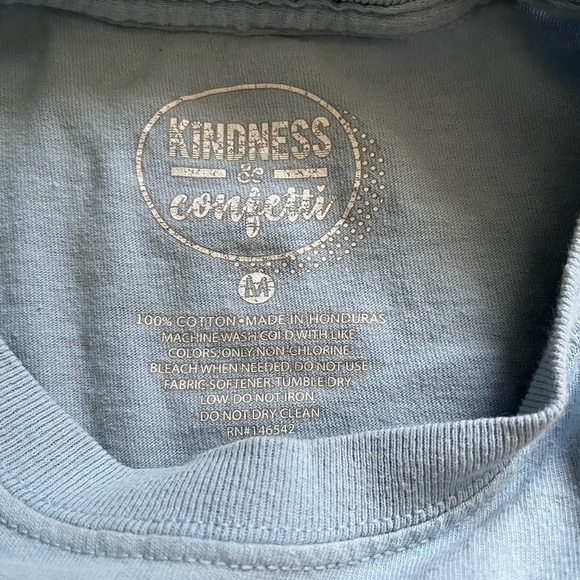 KiNDNESS
&
confetti
M
100% COTTON • MADE IN HONDURAS
MACHINE WASH COLD WITH LIKE
COLORS, ONLY NON-CHLORINE
BLEACH WHEN NEEDED, DO NOT USE
FABRIC SOFTENER, TUMBLE DRY
LOW, DO NOT IRON,
DO NOT DRY CLEAN
RN#146542